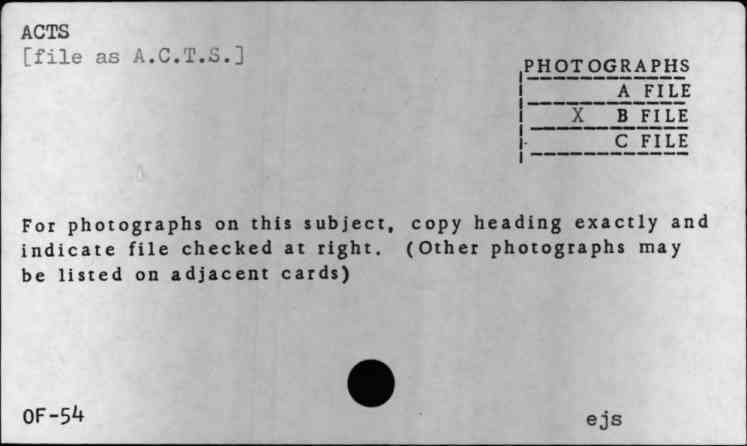 ACTS
[file as A.C.T.S.]
PHOTOGRAPHS
A FILE
X B FILE
C FILE
For photographs on this subject, copy heading exactly and
indicate file checked at right. (Other photographs may
be listed on adjacent cards)
OF-54
ejs